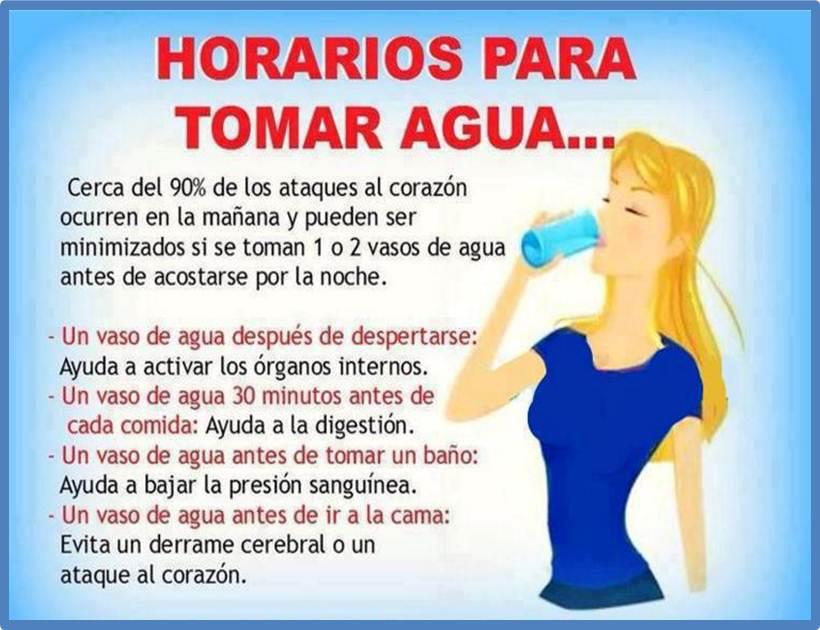 HORARIOS PARA
TOMAR AGUA...
Cerca del 90% de los ataques al corazón
ocurren en la mañana y pueden ser
minimizados si se toman 1 o 2 vasos de agua
antes de acostarse por la noche.
- Un vaso de agua después de despertarse:
Ayuda a activar los órganos internos.
- Un vaso de agua 30 minutos antes de
cada comida: Ayuda a la digestión.
- Un vaso de agua antes de tomar un baño:
Ayuda a bajar la presión sanguínea.
- Un vaso de agua antes de ir a la cama:
Evita un derrame cerebral o un
ataque al corazón.